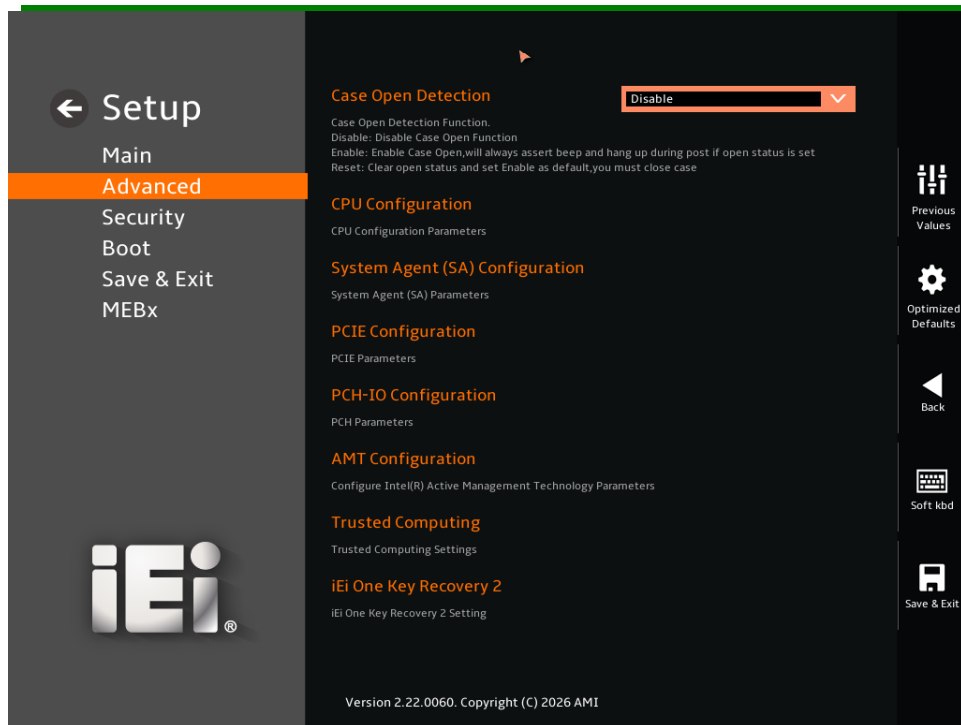 Setup
Main
Advanced
Security
Boot
Save & Exit
MEBx
Case Open Detection
Disable
Case Open Detection Function.
Disable: Disable Case Open Function
Enable: Enable Case Open,will always assert beep and hang up during post if open status is set
Reset: Clear open status and set Enable as default,you must close case
CPU Configuration
CPU Configuration Parameters
System Agent (SA) Configuration
System Agent (SA) Parameters
PCIE Configuration
PCIE Parameters
PCH-IO Configuration
PCH Parameters
AMT Configuration
Configure Intel(R) Active Management Technology Parameters
Trusted Computing
Trusted Computing Settings
iEi One Key Recovery 2
iEi One Key Recovery 2 Setting
Previous
Values
Optimized
Defaults
Back
Soft kbd
Save & Exit
iEi®
Version 2.22.0060. Copyright (C) 2026 AMI